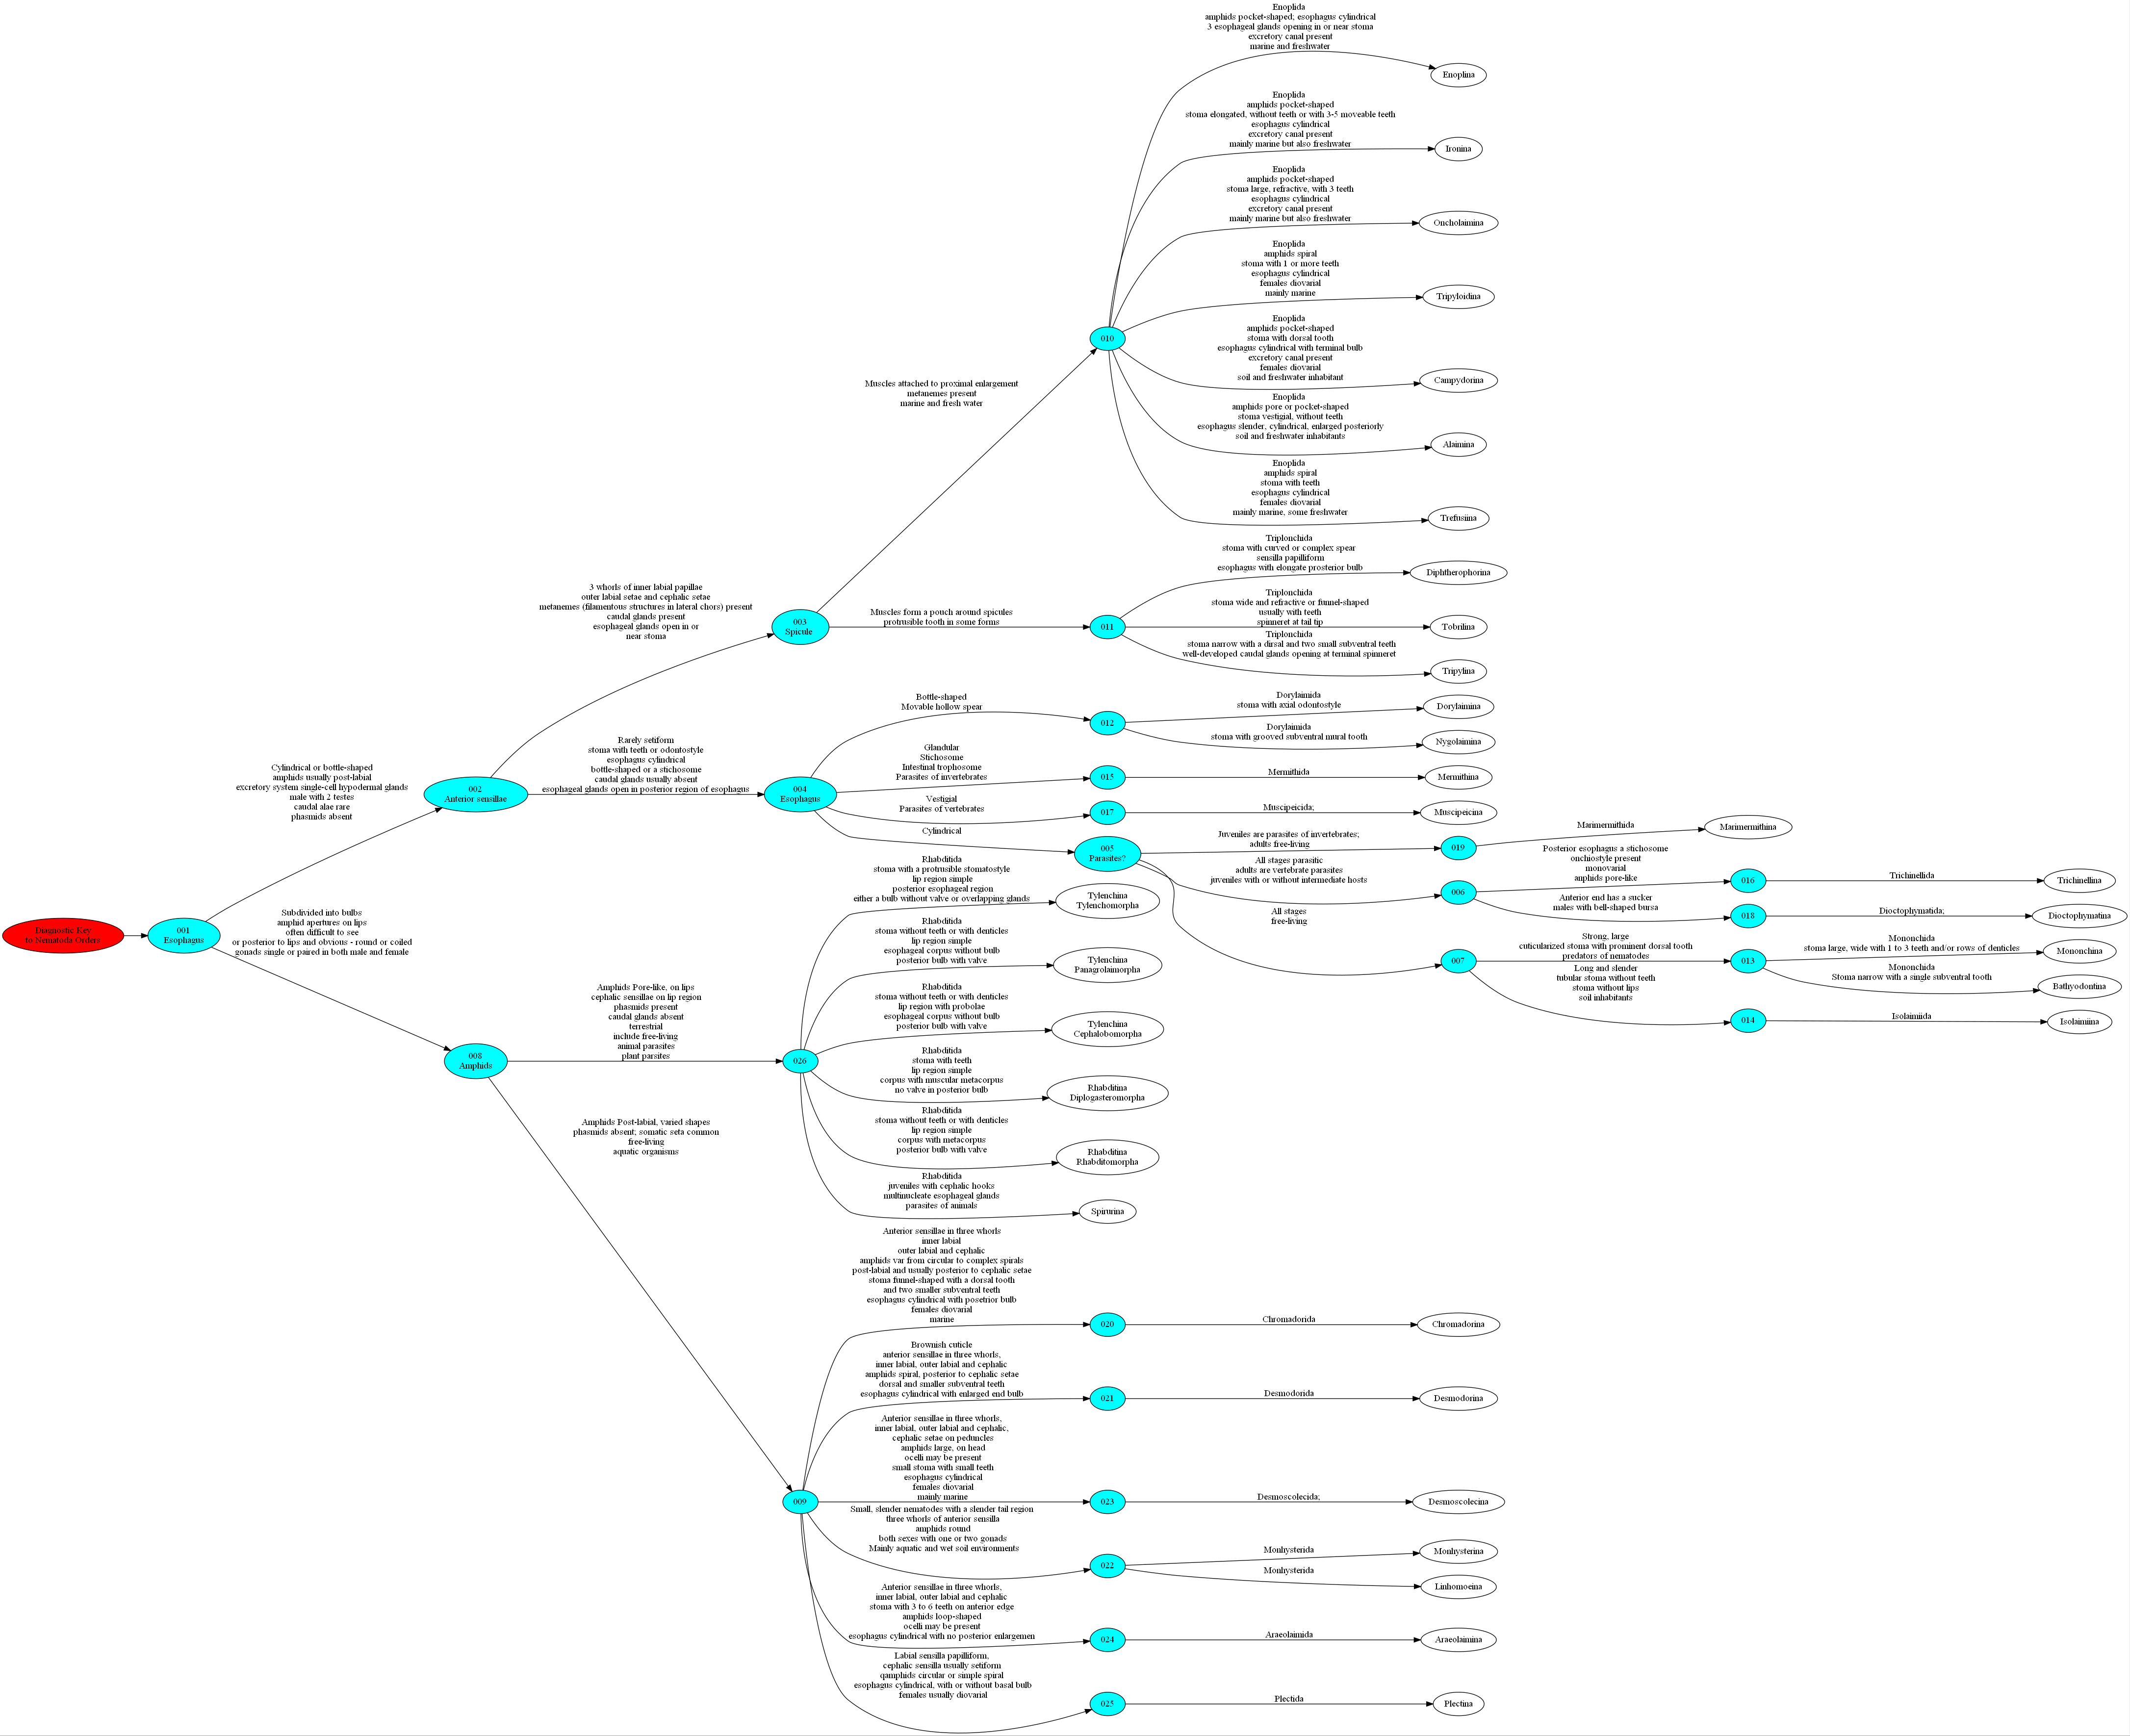 Diagnostic Key
to Nematoda Orders
001
Esophagus
Cylindrical or bottle-shaped
amphids usually post-labial
excretory system single-cell hypodermal glands
male with 2 testes
caudal alae rare
phasmids absent
Subdivided into bulbs
amphid apertures on lips
often difficult to see
or posterior to lips and obvious - round or coiled
gonads single or paired in both male and female
002
Anterior sensillae
3 whorls of inner labial papillae
outer labial setae and cephalic setae
metanemes (filamentous structures in lateral chors) present
caudal glands present
esophageal glands open in or
near stoma
Rarely setiform
stoma with teeth or odontostyle
esophagus cylindrical
bottle-shaped or a stichosome
caudal glands usually absent
esophageal glands open in posterior region of esophagus
003
Spicule
Muscles attached to proximal enlargement
metanemes present
marine and fresh water
Muscles form a pouch around spicules
protrusible tooth in some forms
010
Enoplida
amphids pocket-shaped; esophagus cylindrical
3 esophageal glands opening in or near stoma
excretory canal present
marine and freshwater
Enoplina
Enoplida
amphids pocket-shaped
stoma elongated, without teeth or with 3-5 moveable teeth
esophagus cylindrical
excretory canal present
mainly marine but also freshwater
Ironina
Enoplida
amphids pocket-shaped
stoma large, refractive, with 3 teeth
esophagus cylindrical
excretory canal present
mainly marine but also freshwater
Oncholaimina
Enoplida
amphids spiral
stoma with 1 or more teeth
esophagus cylindrical
females diovarial
mainly marine
Tripyloidina
Enoplida
amphids pocket-shaped
stoma with dorsal tooth
esophagus cylindrical with terminal bulb
excretory canal present
females diovarial
soil and freshwater inhabitant
Campydorina
Enoplida
amphids pore or pocket-shaped
stoma vestigial, without teeth
esophagus slender, cylindrical, enlarged posteriorly
soil and freshwater inhabitants
Alaimina
Enoplida
amphids spiral
stoma with teeth
esophagus cylindrical
females diovarial
mainly marine, some freshwater
Trefusiina
011
Triplonchida
stoma with curved or complex spear
sensilla papilliform
esophagus with elongate prosterior bulb
Diphtherophorina
Triplonchida
stoma wide and refractive or funnel-shaped
usually with teeth
spinneret at tail tip
Tobrilina
Triplonchida
stoma narrow with a dirsal and two small subventral teeth
well-developed caudal glands opening at terminal spinneret
Tripylina
004
Esophagus
Bottle-shaped
Movable hollow spear
012
Dorylaimida
stoma with axial odontostyle
Dorylaimina
Dorylaimida
stoma with grooved subventral mural tooth
Nygolaimina
Glandular
Stichosome
Intestinal trophosome
Parasites of invertebrates
015
Mermithida
Mermithina
Vestigial
Parasites of vertebrates
017
Muscipeicida;
Muscipeicina
Cylindrical
005
Parasites?
Juveniles are parasites of invertebrates;
adults free-living
019
Marimermithida
Marimermithina
All stages parasitic
adults are vertebrate parasites
juveniles with or without intermediate hosts
006
Posterior esophagus a stichosome
onchiostyle present
monovarial
anphids pore-like
016
Trichinellida
Trichinellina
Anterior end has a sucker
males with bell-shaped bursa
018
Dioctophymatida;
Dioctophymatina
All stages
free-living
007
Strong, large
cuticularized stoma with prominent dorsal tooth
predators of nematodes
013
Mononchida
stoma large, wide with 1 to 3 teeth and/or rows of denticles
Mononchina
Mononchida
Stoma narrow with a single subventral tooth
Bathyodontina
Long and slender
tubular stoma without teeth
stoma without lips
soil inhabitants
014
Isolaimiida
Isolaimiina
008
Amphids
Amphids Pore-like, on lips
cephalic sensillae on lip region
phasmids present
caudal glands absent
terrestrial
include free-living
animal parasites
plant parsites
Amphids Post-labial, varied shapes
phasmids absent; somatic seta common
free-living
aquatic organisms
026
Rhabditida
stoma with a protrusible stomatostyle
lip region simple
posterior esophageal region
either a bulb without valve or overlapping glands
Tylenchina
Tylenchomorpha
Rhabditida
stoma without teeth or with denticles
lip region simple
esophageal corpus without bulb
posterior bulb with valve
Tylenchina
Panagrolaimorpha
Rhabditida
stoma without teeth or with denticles
lip region with probolae
esophageal corpus without bulb
posterior bulb with valve
Tylenchina
Cephalobomorpha
Rhabditida
stoma with teeth
lip region simple
corpus with muscular metacorpus
no valve in posterior bulb
Rhabditina
Diplogasteromorpha
Rhabditida
stoma without teeth or with denticles
lip region simple
corpus with metacorpus
posterior bulb with valve
Rhabditina
Rhabditomorpha
Rhabditida
juveniles with cephalic hooks
multinucleate esophageal glands
parasites of animals
Spirurina
009
Anterior sensillae in three whorls
inner labial
outer labial and cephalic
amphids var from circular to complex spirals
post-labial and usually posterior to cephalic setae
stoma funnel-shaped with a dorsal tooth
and two smaller subventral teeth
esophagus cylindrical with posetrior bulb
females diovarial
marine
020
Chromadorida
Chromadorina
Brownish cuticle
anterior sensillae in three whorls,
inner labial, outer labial and cephalic
amphids spiral, posterior to cephalic setae
dorsal and smaller subventral teeth
esophagus cylindrical with enlarged end bulb
021
Desmodorida
Desmodorina
Anterior sensillae in three whorls,
inner labial, outer labial and cephalic,
cephalic setae on peduncles
amphids large, on head
ocelli may be present
small stoma with small teeth
esophagus cylindrical
females diovarial
mainly marine
023
Desmoscolecida;
Desmoscolecina
Small, slender nematodes with a slender tail region
three whorls of anterior sensilla
amphids round
both sexes with one or two gonads
Mainly aquatic and wet soil environments
022
Monhysterida
Monhysterina
Monhysterida
Linhomoeina
Anterior sensillae in three whorls,
inner labial, outer labial and cephalic
stoma with 3 to 6 teeth on anterior edge
amphids loop-shaped
ocelli may be present
esophagus cylindrical with no posterior enlargemen
024
Araeolaimida
Araeolaimina
Labial sensilla papilliform,
cephalic sensilla usually setiform
qamphids circular or simple spiral
esophagus cylindrical, with or without basal bulb
females usually diovarial
025
Plectida
Plectina